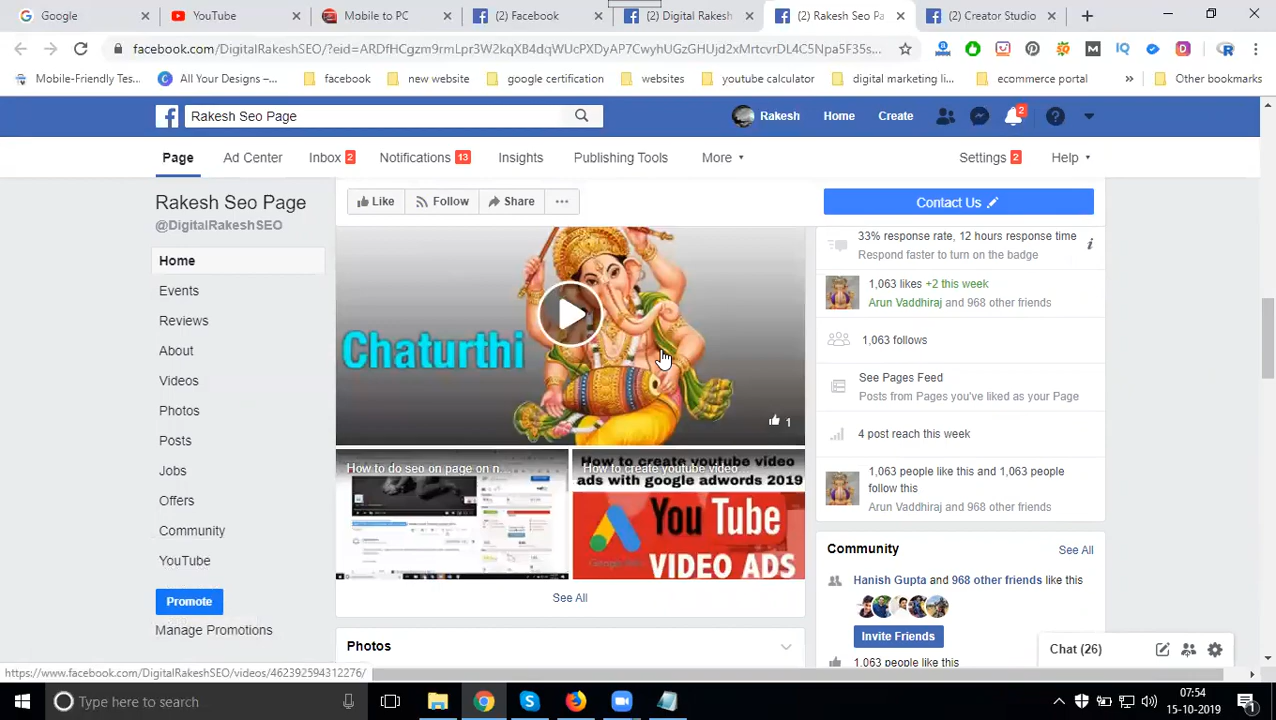 Google
YouTube
Mobile to PC
(2) Facebook
(2) Digital Rakesh
(2) Rakesh Seo Pa
(2) Creator Studio
facebook.com/DigitalRakeshSEO/?eid=ARDfHCgzm9rmLpr3W2kqXB4dqWUcPXDyAP7CwyhUGzGHUjd2xMrtcvrDL4C5Npa5F35s...
Mobile-Friendly Tes...
All Your Designs –...
facebook
new website
google certification
websites
youtube calculator
digital marketing li...
ecommerce portal
»
Other bookmarks
Rakesh Seo Page
Rakesh
Home
Create
2
Page
Ad Center
Inbox 2
Notifications 13
Insights
Publishing Tools
More
Settings 2
Help
Rakesh Seo Page
@DigitalRakeshSEO
Home
Events
Reviews
About
Videos
Photos
Posts
Jobs
Offers
Community
YouTube
Promote
Manage Promotions
Like
Follow
Share
...
Contact Us
Chaturthi
1
How to do seo on page on n...
How to create youtube video...
How to create youtube video
ads with google adwords 2019
You Tube
VIDEO ADS
See All
Photos
33% response rate, 12 hours response time
Respond faster to turn on the badge
1,063 likes +2 this week
Arun Vaddhiraj and 968 other friends
1,063 follows
See Pages Feed
Posts from Pages you've liked as your Page
4 post reach this week
1,063 people like this and 1,063 people
follow this
Arun Vaddhiraj and 968 other friends
Community
See All
Hanish Gupta and 968 other friends like this
Invite Friends
1,063 people like this
Chat (26)
https://www.facebook.com/DigitalRakeshSEO/videos/462392594312276/
Type here to search
07:54
15-10-2019
1